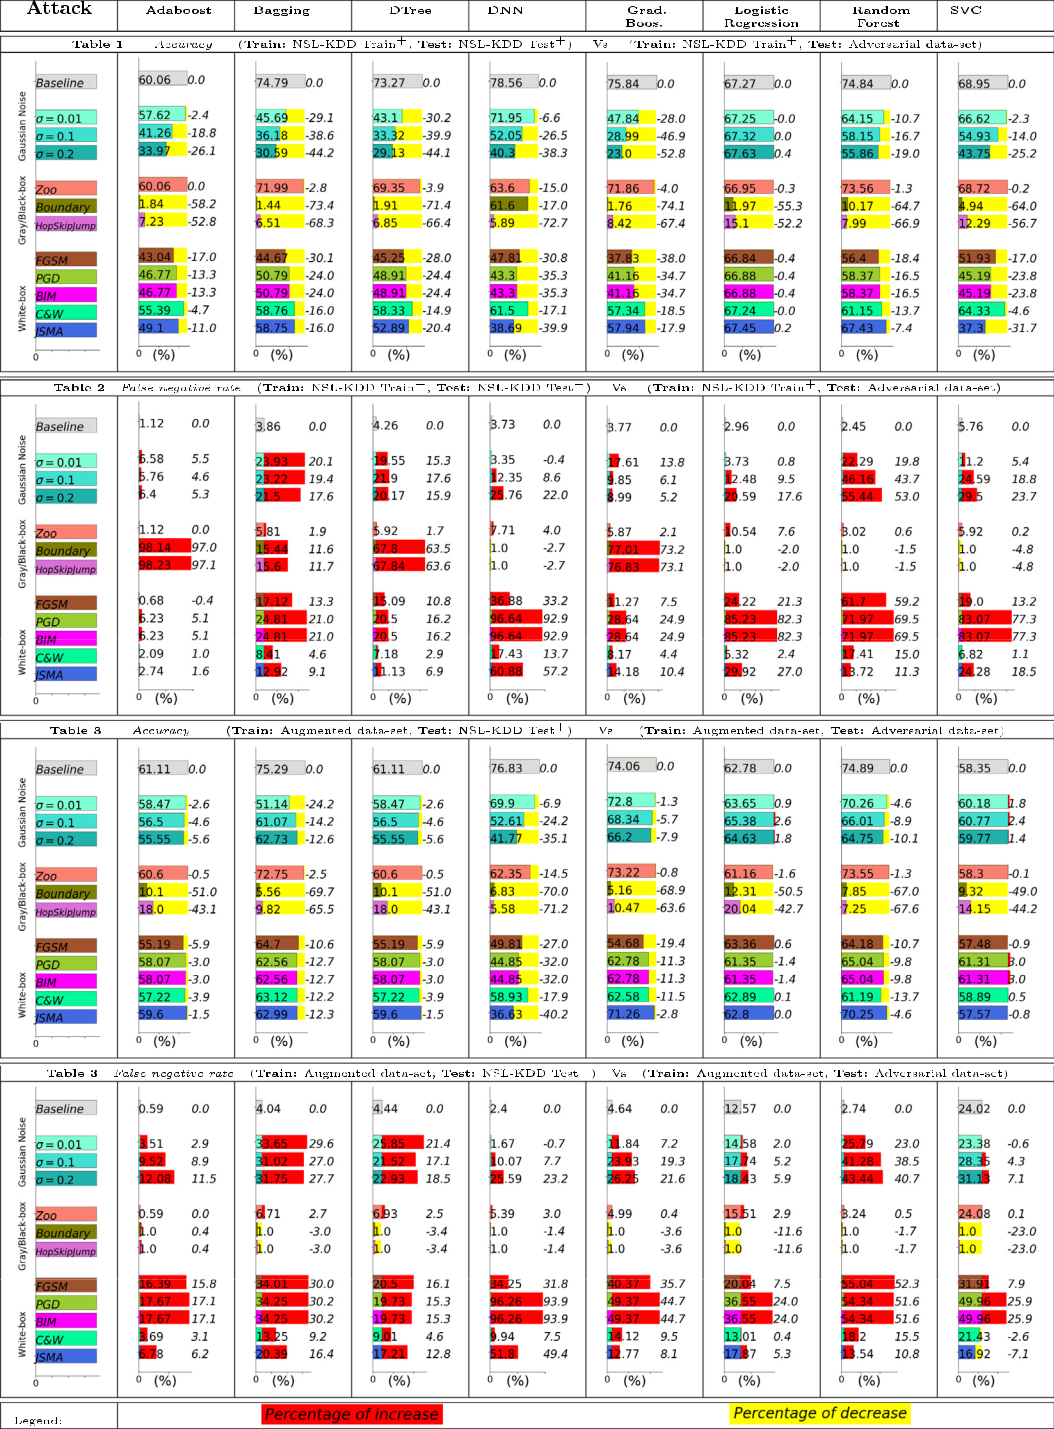 Attack Adaboost Bagging DTree DNN Grad. Boos. Logistic Regression Random Forest SVC
Table 1 Accuracy (Train: NSL-KDD Train+, Test: NSL-KDD Test+) Vs (Train: NSL-KDD Train+, Test: Adversarial data-set)
Gaussian Noise
Gray/Black-box
White-box
Baseline 60.06 0.0 74.79 0.0 73.27 0.0 78.56 0.0 75.84 0.0 67.27 0.0 74.84 0.0 68.95 0.0
σ = 0.01 57.62 -2.4 45.69 -29.1 43.1 -30.2 71.95 -6.6 47.84 -28.0 67.25 -0.0 64.15 -10.7 66.62 -2.3
σ = 0.1 41.26 -18.8 36.18 -38.6 33.32 -39.9 52.05 -26.5 28.99 -46.9 67.32 0.0 58.15 -16.7 54.93 -14.0
σ = 0.2 33.97 -26.1 30.59 -44.2 29.13 -44.1 40.3 -38.3 23.0 -52.8 67.63 0.4 55.86 -19.0 43.75 -25.2
Zoo 60.06 0.0 71.99 -2.8 69.35 -3.9 63.6 -15.0 71.86 -4.0 66.95 -0.3 73.56 -1.3 68.72 -0.2
Boundary 1.84 -58.2 1.44 -73.4 1.91 -71.4 61.6 -17.0 1.76 -74.1 11.97 -55.3 10.17 -64.7 4.94 -64.0
HopSkipJump 7.23 -52.8 6.51 -68.3 6.85 -66.4 5.89 -72.7 8.42 -67.4 15.1 -52.2 7.99 -66.9 12.29 -56.7
FGSM 43.04 -17.0 44.67 -30.1 45.25 -28.0 47.81 -30.8 37.83 -38.0 66.84 -0.4 56.4 -18.4 51.93 -17.0
PGD 46.77 -13.3 50.79 -24.0 48.91 -24.4 43.3 -35.3 41.16 -34.7 66.88 -0.4 58.37 -16.5 45.19 -23.8
BIM 46.77 -13.3 50.79 -24.0 48.91 -24.4 43.3 -35.3 41.16 -34.7 66.88 -0.4 58.37 -16.5 45.19 -23.8
C&W 55.39 -4.7 58.76 -16.0 58.33 -14.9 61.5 -17.1 57.34 -18.5 67.24 -0.0 61.15 -13.7 64.33 -4.6
JSMA 49.1 -11.0 58.75 -16.0 52.89 -20.4 38.69 -39.9 57.94 -17.9 67.45 0.2 67.43 -7.4 37.3 -31.7
0 0 (%) 0 (%) 0 (%) 0 (%) 0 (%) 0 (%) 0 (%) 0 (%)
Table 2 False negative rate (Train: NSL-KDD Train, Test: NSL-KDD Test) Vs (Train: NSL-KDD Train+, Test: Adversarial data-set)
Gaussian Noise
Gray/Black-box
White-box
Baseline 1.12 0.0 3.86 0.0 4.26 0.0 3.73 0.0 3.77 0.0 2.96 0.0 2.45 0.0 5.76 0.0
σ = 0.01 6.58 5.5 23.93 20.1 19.55 15.3 3.35 -0.4 17.61 13.8 3.73 0.8 22.29 19.8 11.2 5.4
σ = 0.1 5.76 4.6 23.22 19.4 21.9 17.6 12.35 8.6 9.85 6.1 12.48 9.5 46.16 43.7 24.59 18.8
σ = 0.2 6.4 5.3 21.5 17.6 20.17 15.9 25.76 22.0 8.99 5.2 20.59 17.6 55.44 53.0 29.5 23.7
Zoo 1.12 0.0 5.81 1.9 5.92 1.7 7.71 4.0 5.87 2.1 10.54 7.6 3.02 0.6 5.92 0.2
Boundary 98.14 97.0 15.44 11.6 67.8 63.5 1.0 -2.7 77.01 73.2 1.0 -2.0 1.0 -1.5 1.0 -4.8
HopSkipJump 98.23 97.1 15.6 11.7 67.84 63.6 1.0 -2.7 76.83 73.1 1.0 -2.0 1.0 -1.5 1.0 -4.8
FGSM 0.68 -0.4 17.12 13.3 15.09 10.8 36.88 33.2 11.27 7.5 24.22 21.3 61.7 59.2 19.0 13.2
PGD 6.23 5.1 24.81 21.0 20.5 16.2 96.64 92.9 28.64 24.9 85.23 82.3 71.97 69.5 83.07 77.3
BIM 6.23 5.1 24.81 21.0 20.5 16.2 96.64 92.9 28.64 24.9 85.23 82.3 71.97 69.5 83.07 77.3
C&W 2.09 1.0 8.41 4.6 7.18 2.9 17.43 13.7 8.17 4.4 5.32 2.4 17.41 15.0 6.82 1.1
JSMA 2.74 1.6 12.92 9.1 11.13 6.9 60.88 57.2 14.18 10.4 29.92 27.0 13.72 11.3 24.28 18.5
0 0 (%) 0 (%) 0 (%) 0 (%) 0 (%) 0 (%) 0 (%) 0 (%)
Table 3 Accuracy (Train: Augmented data-set, Test: NSL-KDD Test) Vs (Train: Augmented data-set, Test: Adversarial data-set)
Gaussian Noise
Gray/Black-box
White-box
Baseline 61.11 0.0 75.29 0.0 61.11 0.0 76.83 0.0 74.06 0.0 62.78 0.0 74.89 0.0 58.35 0.0
σ = 0.01 58.47 -2.6 51.14 -24.2 58.47 -2.6 69.9 -6.9 72.8 -1.3 63.65 0.9 70.26 -4.6 60.18 1.8
σ = 0.1 56.5 -4.6 61.07 -14.2 56.5 -4.6 52.61 -24.2 68.34 -5.7 65.38 2.6 66.01 -8.9 60.77 2.4
σ = 0.2 55.55 -5.6 62.73 -12.6 55.55 -5.6 41.77 -35.1 66.2 -7.9 64.63 1.8 64.75 -10.1 59.77 1.4
Zoo 60.6 -0.5 72.75 -2.5 60.6 -0.5 62.35 -14.5 73.22 -0.8 61.16 -1.6 73.55 -1.3 58.3 -0.1
Boundary 10.1 -51.0 5.56 -69.7 10.1 -51.0 6.83 -70.0 5.16 -68.9 12.31 -50.5 7.85 -67.0 9.32 -49.0
HopSkipJump 18.0 -43.1 9.82 -65.5 18.0 -43.1 5.58 -71.2 10.47 -63.6 20.04 -42.7 7.25 -67.6 14.15 -44.2
FGSM 55.19 -5.9 64.7 -10.6 55.19 -5.9 49.81 -27.0 54.68 -19.4 63.36 0.6 64.18 -10.7 57.48 -0.9
PGD 58.07 -3.0 62.56 -12.7 58.07 -3.0 44.85 -32.0 62.78 -11.3 61.35 -1.4 65.04 -9.8 61.31 3.0
BIM 58.07 -3.0 62.56 -12.7 58.07 -3.0 44.85 -32.0 62.78 -11.3 61.35 -1.4 65.04 -9.8 61.31 3.0
C&W 57.22 -3.9 63.12 -12.2 57.22 -3.9 58.93 -17.9 62.58 -11.5 62.89 0.1 61.19 -13.7 58.89 0.5
JSMA 59.6 -1.5 62.99 -12.3 59.6 -1.5 36.63 -40.2 71.26 -2.8 62.8 0.0 70.25 -4.6 57.57 -0.8
0 0 (%) 0 (%) 0 (%) 0 (%) 0 (%) 0 (%) 0 (%) 0 (%)
Table 3 False negative rate (Train: Augmented data-set, Test: NSL-KDD Test ) Vs (Train: Augmented data-set, Test: Adversarial data-set)
Gaussian Noise
Gray/Black-box
White-box
Baseline 0.59 0.0 4.04 0.0 4.44 0.0 2.4 0.0 4.64 0.0 12.57 0.0 2.74 0.0 24.02 0.0
σ = 0.01 3.51 2.9 33.65 29.6 25.85 21.4 1.67 -0.7 11.84 7.2 14.58 2.0 25.79 23.0 23.38 -0.6
σ = 0.1 9.52 8.9 31.02 27.0 21.52 17.1 10.07 7.7 23.93 19.3 17.74 5.2 41.28 38.5 28.35 4.3
σ = 0.2 12.08 11.5 31.75 27.7 22.93 18.5 25.59 23.2 26.25 21.6 18.43 5.9 43.44 40.7 31.13 7.1
Zoo 0.59 0.0 6.71 2.7 6.93 2.5 5.39 3.0 4.99 0.4 15.51 2.9 3.24 0.5 24.08 0.1
Boundary 1.0 0.4 1.0 -3.0 1.0 -3.4 1.0 -1.4 1.0 -3.6 1.0 -11.6 1.0 -1.7 1.0 -23.0
HopSkipJump 1.0 0.4 1.0 -3.0 1.0 -3.4 1.0 -1.4 1.0 -3.6 1.0 -11.6 1.0 -1.7 1.0 -23.0
FGSM 16.39 15.8 34.01 30.0 20.5 16.1 34.25 31.8 40.37 35.7 20.04 7.5 55.04 52.3 31.91 7.9
PGD 17.67 17.1 34.25 30.2 19.73 15.3 96.26 93.9 49.37 44.7 36.55 24.0 54.34 51.6 49.96 25.9
BIM 17.67 17.1 34.25 30.2 19.73 15.3 96.26 93.9 49.37 44.7 36.55 24.0 54.34 51.6 49.96 25.9
C&W 3.69 3.1 13.25 9.2 9.01 4.6 9.94 7.5 14.12 9.5 13.01 0.4 18.2 15.5 21.43 -2.6
JSMA 6.78 6.2 20.39 16.4 17.21 12.8 51.8 49.4 12.77 8.1 17.87 5.3 13.54 10.8 16.92 -7.1
0 0 (%) 0 (%) 0 (%) 0 (%) 0 (%) 0 (%) 0 (%) 0 (%)
Legend: Percentage of increase Percentage of decrease